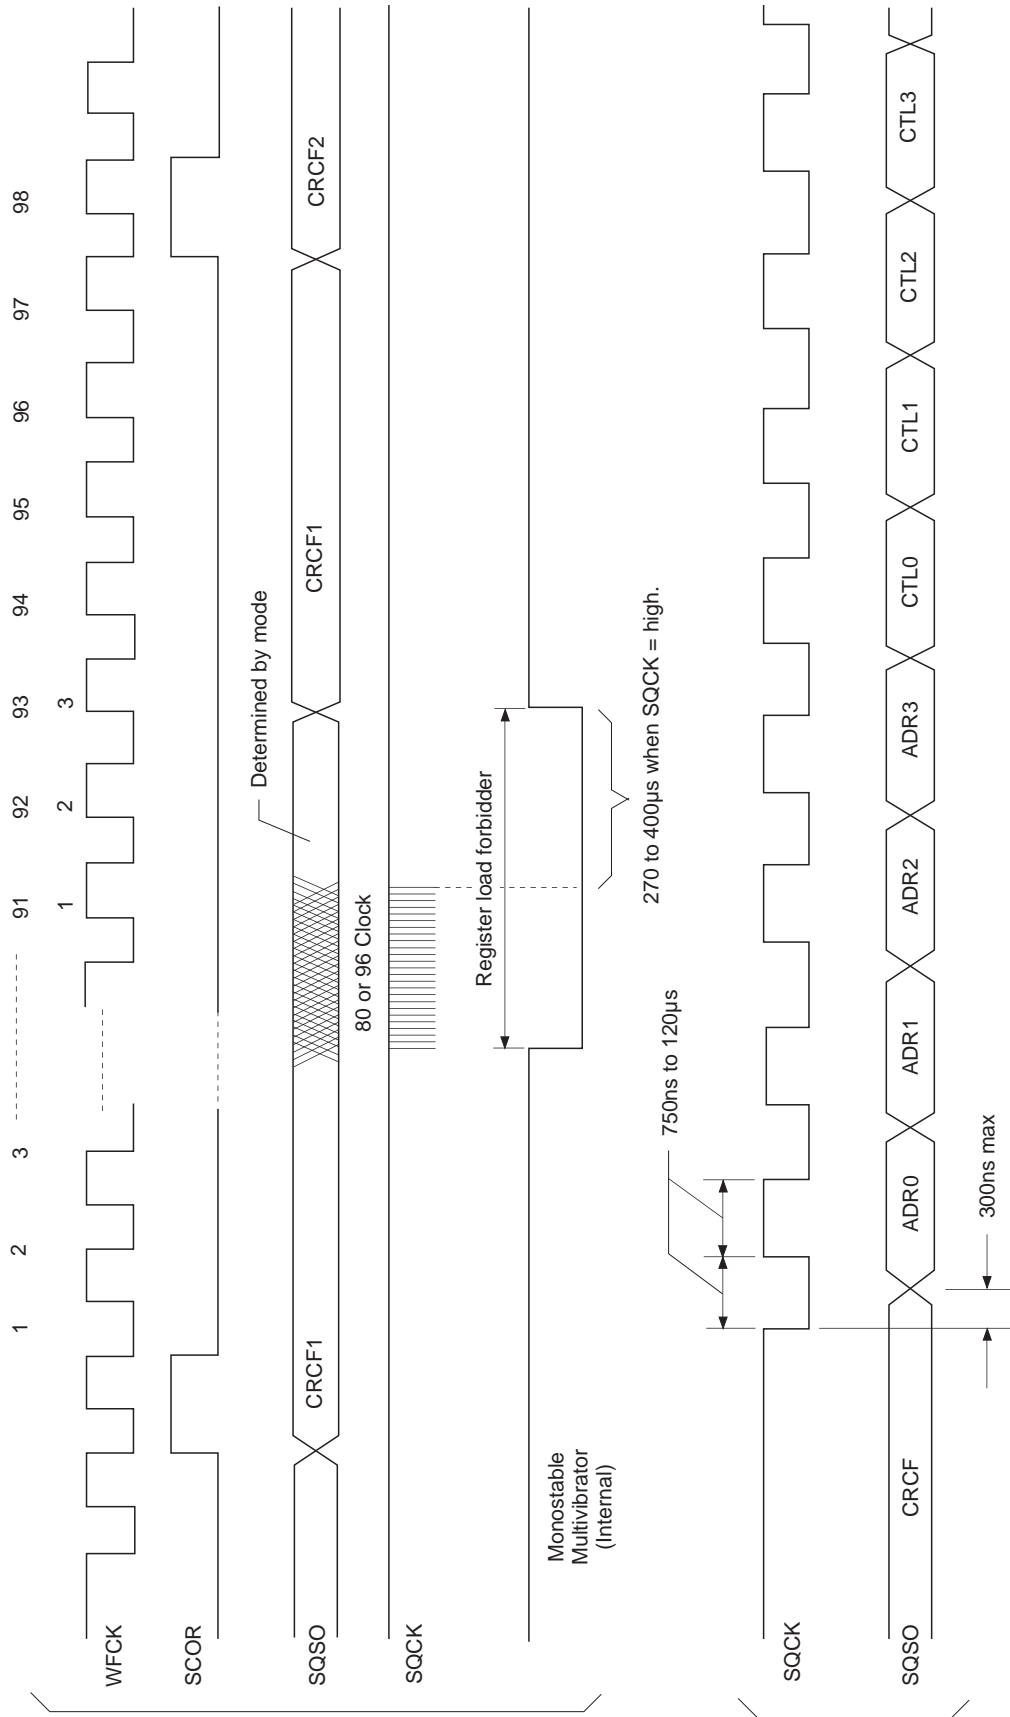 1 2 3 91 92 93 94 95 96 97 98
1 2 3
WFCK
SCOR
Determined by mode
SQSO CRCF1 CRCF1 CRCF2
80 or 96 Clock
SQCK
Register load forbidder
Monostable
Multivibrator
(Internal)
270 to 400µs when SQCK = high.
750ns to 120µs
SQCK
SQSO CRCF ADR0 ADR1 ADR2 ADR3 CTL0 CTL1 CTL2 CTL3
300ns max